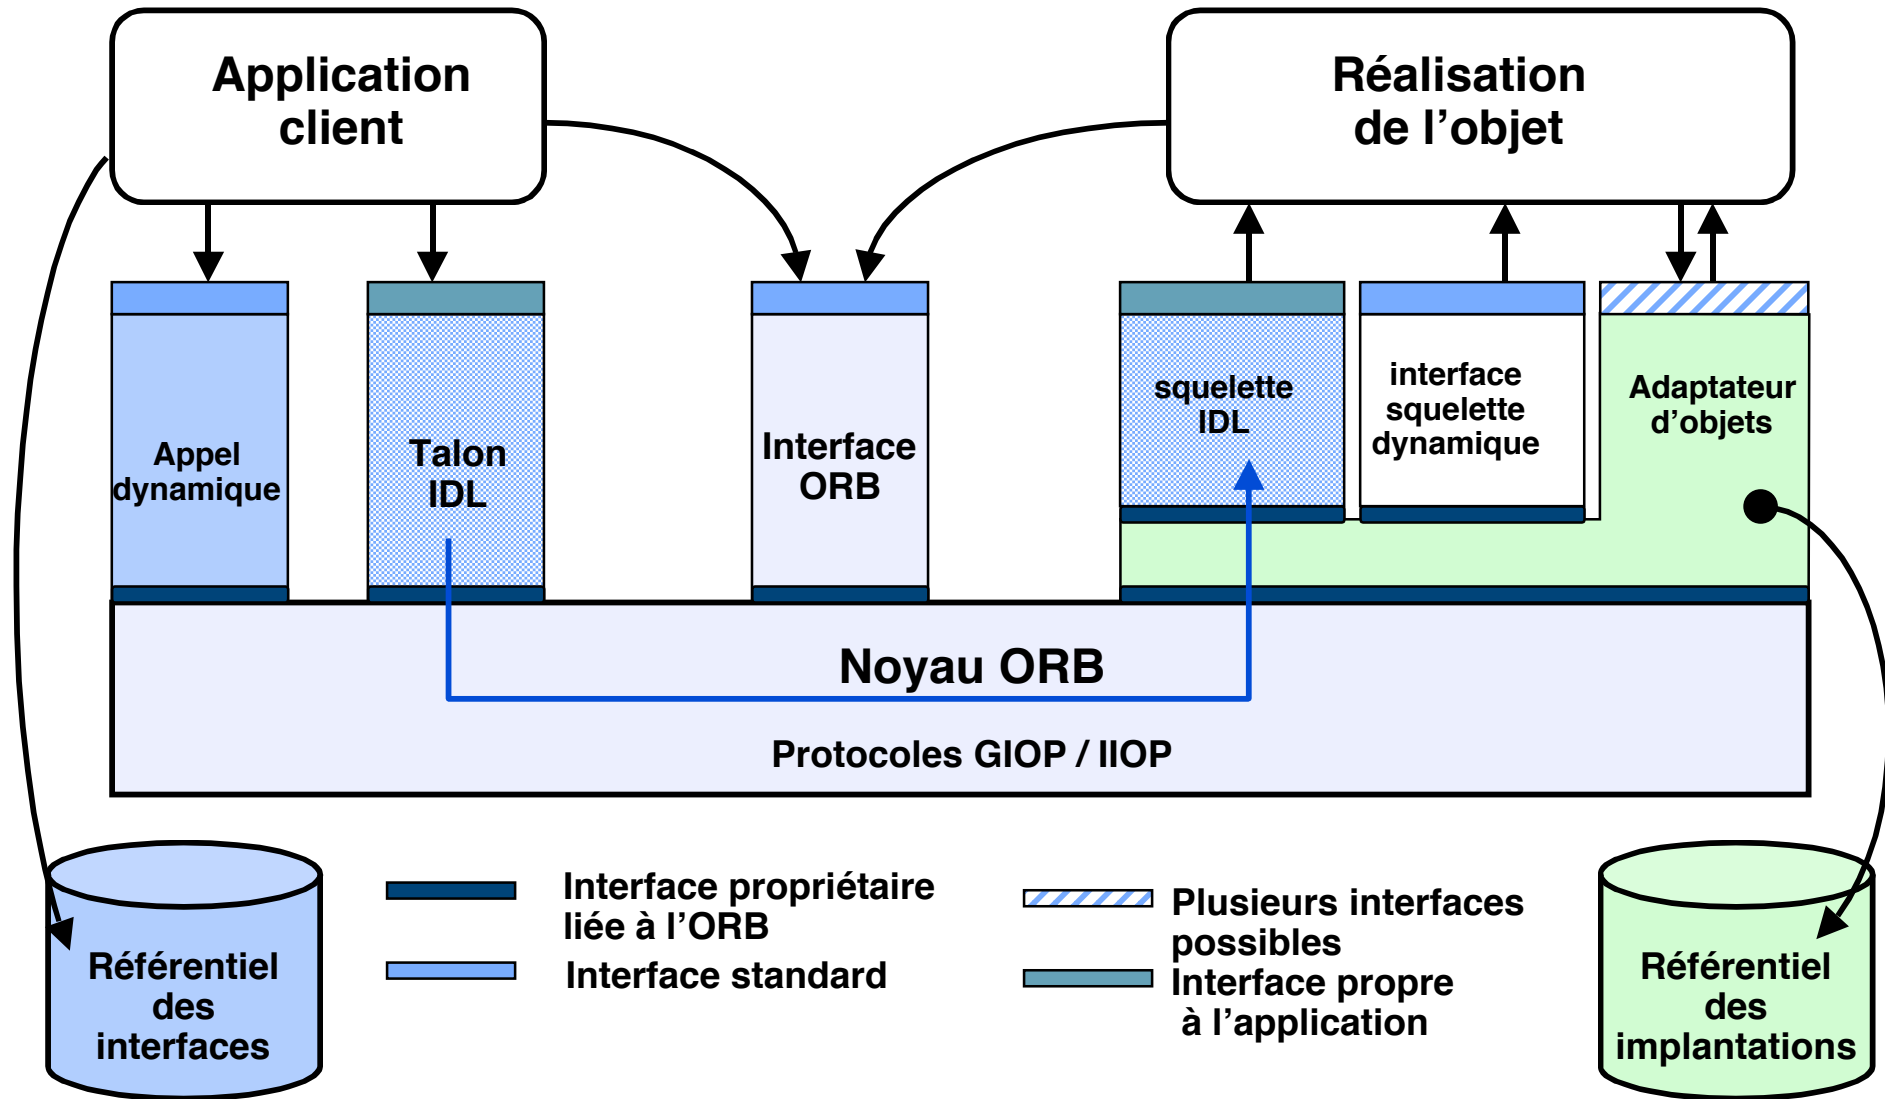 Application
client
Réalisation
de l’objet
Appel
dynamique
Talon
IDL
Interface
ORB
squelette
IDL
interface
squelette
dynamique
Adaptateur
d’objets
Noyau ORB
Protocoles GIOP / IIOP
Référentiel
des
interfaces
Interface propriétaire
liée à l’ORB
Interface standard
Plusieurs interfaces
possibles
Interface propre
à l’application
Référentiel
des
implantations